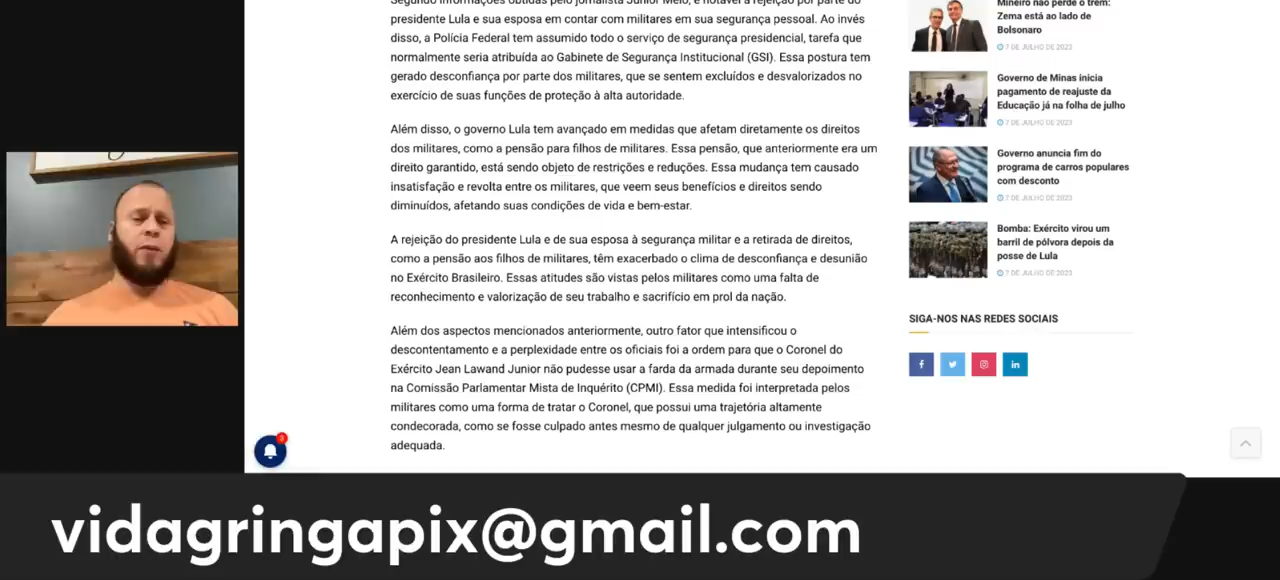 Segundo informações obtidas pelo jornalista Júnior Melo, é notável a rejeição por parte do
presidente Lula e sua esposa em contar com militares em sua segurança pessoal. Ao invés
disso, a Polícia Federal tem assumido todo o serviço de segurança presidencial, tarefa que
normalmente seria atribuída ao Gabinete de Segurança Institucional (GSI). Essa postura tem
gerado desconfiança por parte dos militares, que se sentem excluídos e desvalorizados no
exercício de suas funções de proteção à alta autoridade.
Além disso, o governo Lula tem avançado em medidas que afetam diretamente os direitos
dos militares, como a pensão para filhos de militares. Essa pensão, que anteriormente era um
direito garantido, está sendo objeto de restrições e reduções. Essa mudança tem causado
insatisfação e revolta entre os militares, que veem seus benefícios e direitos sendo
diminuídos, afetando suas condições de vida e bem-estar.
A rejeição do presidente Lula e de sua esposa à segurança militar e a retirada de direitos,
como a pensão aos filhos de militares, têm exacerbado o clima de desconfiança e desunião
no Exército Brasileiro. Essas atitudes são vistas pelos militares como uma falta de
reconhecimento e valorização de seu trabalho e sacrifício em prol da nação.
Além dos aspectos mencionados anteriormente, outro fator que intensificou o
descontentamento e a perplexidade entre os oficiais foi a ordem para que o Coronel do
Exército Jean Lawand Junior não pudesse usar a farda da armada durante seu depoimento
na Comissão Parlamentar Mista de Inquérito (CPMI). Essa medida foi interpretada pelos
militares como uma forma de tratar o Coronel, que possui uma trajetória altamente
condecorada, como se fosse culpado antes mesmo de qualquer julgamento ou investigação
adequada.
Mineiro não perde o trem:
Zema está ao lado de
Bolsonaro
7 DE JULHO DE 2023
Governo de Minas inicia
pagamento de reajuste da
Educação já na folha de julho
7 DE JULHO DE 2023
Governo anuncia fim do
programa de carros populares
com desconto
7 DE JULHO DE 2023
Bomba: Exército virou um
barril de pólvora depois da
posse de Lula
7 DE JULHO DE 2023
SIGA-NOS NAS REDES SOCIAIS
3
vidagringapix@gmail.com